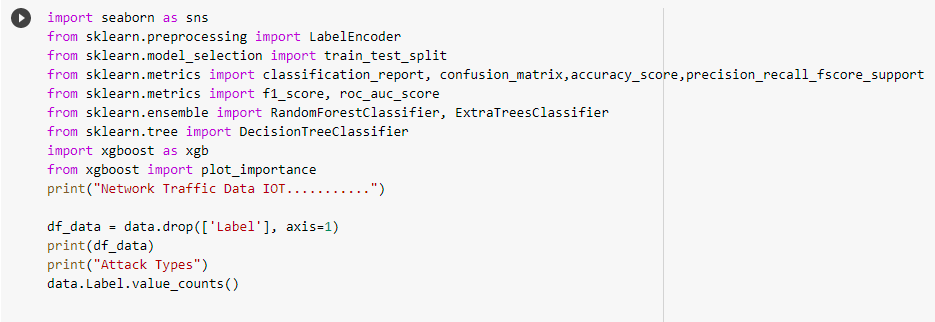 import seaborn as sns
from sklearn.preprocessing import LabelEncoder
from sklearn.model_selection import train_test_split
from sklearn.metrics import classification_report, confusion_matrix,accuracy_score,precision_recall_fscore_support
from sklearn.metrics import f1_score, roc_auc_score
from sklearn.ensemble import RandomForestClassifier, ExtraTreesClassifier
from sklearn.tree import DecisionTreeClassifier
import xgboost as xgb
from xgboost import plot_importance
print("Network Traffic Data IOT...........")
df_data = data.drop(['Label'], axis=1)
print(df_data)
print("Attack Types")
data.Label.value_counts()